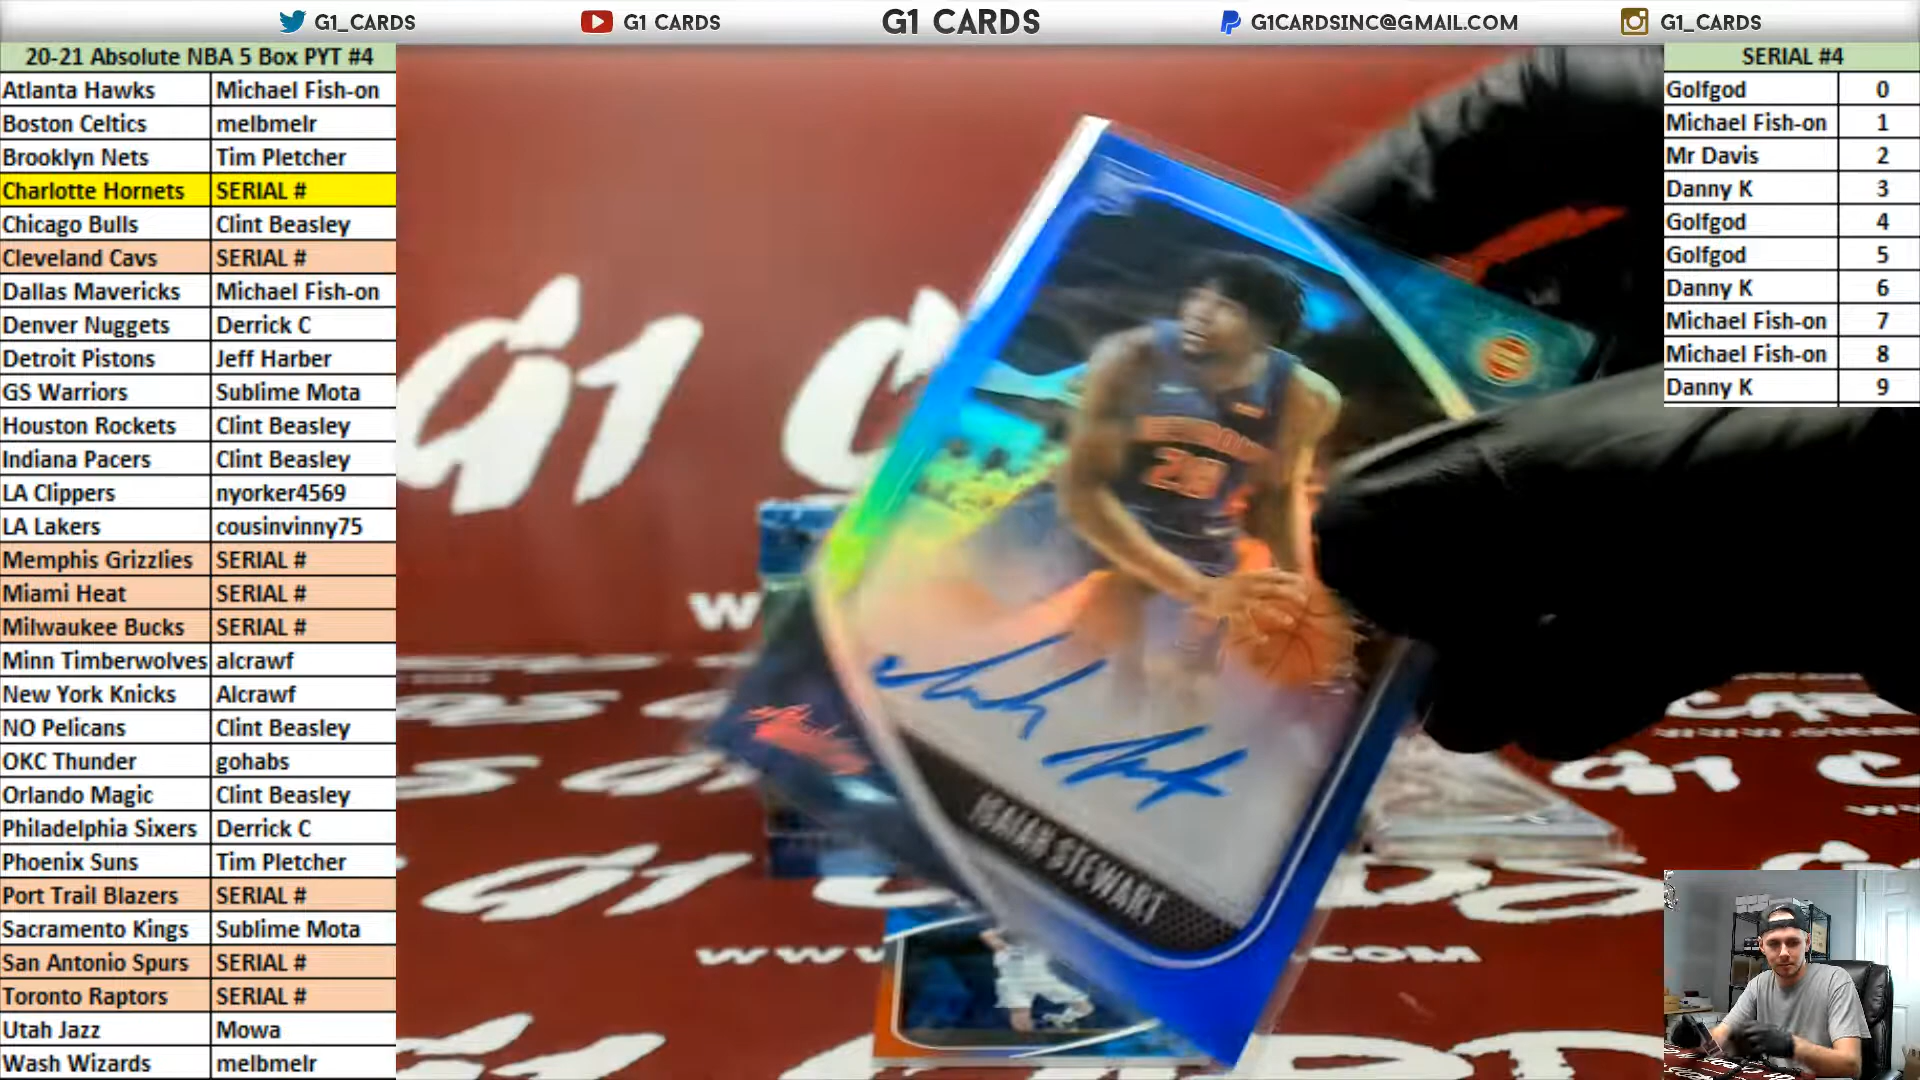 G1_CARDS G1 CARDS G1 CARDS G1CARDSINC@GMAIL.COM G1_CARDS
20-21 Absolute NBA 5 Box PYT #4
Atlanta Hawks Michael Fish-on
Boston Celtics melbmelr
Brooklyn Nets Tim Pletcher
Charlotte Hornets SERIAL #
Chicago Bulls Clint Beasley
Cleveland Cavs SERIAL #
Dallas Mavericks Michael Fish-on
Denver Nuggets Derrick C
Detroit Pistons Jeff Harber
GS Warriors Sublime Mota
Houston Rockets Clint Beasley
Indiana Pacers Clint Beasley
LA Clippers nyorker4569
LA Lakers cousinvinny75
Memphis Grizzlies SERIAL #
Miami Heat SERIAL #
Milwaukee Bucks SERIAL #
Minn Timberwolves alcrawf
New York Knicks Alcrawf
NO Pelicans Clint Beasley
OKC Thunder gohabs
Orlando Magic Clint Beasley
Philadelphia Sixers Derrick C
Phoenix Suns Tim Pletcher
Port Trail Blazers SERIAL #
Sacramento Kings Sublime Mota
San Antonio Spurs SERIAL #
Toronto Raptors SERIAL #
Utah Jazz Mowa
Wash Wizards melbmelr
SERIAL #4
Golfgod 0
Michael Fish-on 1
Mr Davis 2
Danny K 3
Golfgod 4
Golfgod 5
Danny K 6
Michael Fish-on 7
Michael Fish-on 8
Danny K 9
G1
28
ISAIAH STEWART